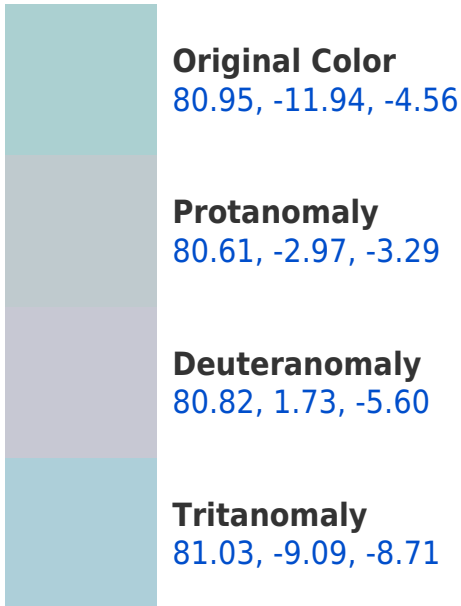 Original Color
80.95, -11.94, -4.56
Protanomaly
80.61, -2.97, -3.29
Deuteranomaly
80.82, 1.73, -5.60
Tritanomaly
81.03, -9.09, -8.71